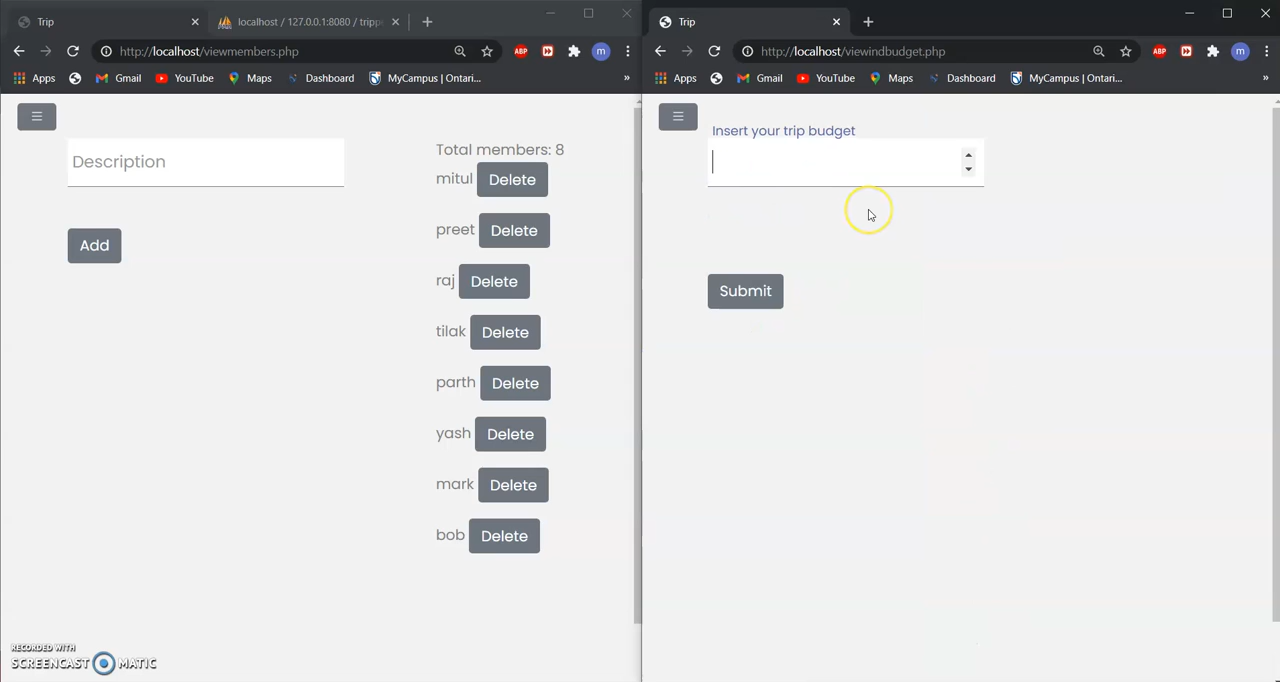 Trip
localhost / 127.0.0.1:8080 / tripp
http://localhost/viewmembers.php
ABP
m
Apps
Gmail
YouTube
Maps
Dashboard
MyCampus | Ontari...
»
Description
Add
Total members: 8
mitul Delete
preet Delete
raj Delete
tilak Delete
parth Delete
yash Delete
mark Delete
bob Delete
RECORDED WITH
SCREENCAST MATIC
Trip
http://localhost/viewindbudget.php
ABP
m
Apps
Gmail
YouTube
Maps
Dashboard
MyCampus | Ontari...
»
Insert your trip budget
Submit